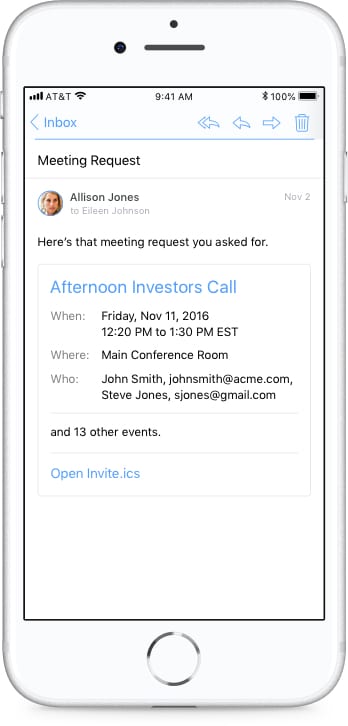 AT&T 9:41 AM 100%
Inbox
Meeting Request
Allison Jones Nov 2
to Eileen Johnson
Here's that meeting request you asked for.
Afternoon Investors Call
When: Friday, Nov 11, 2016
12:20 PM to 1:30 PM EST
Where: Main Conference Room
Who: John Smith, johnsmith@acme.com,
Steve Jones, sjones@gmail.com
and 13 other events.
Open Invite.ics